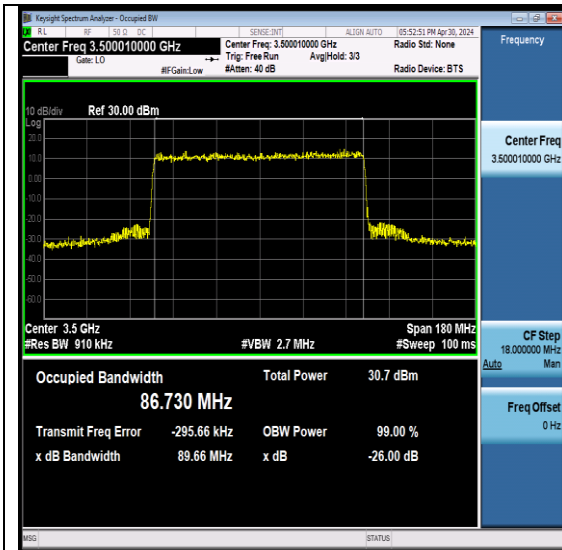 Keysight Spectrum Analyzer - Occupied BW
RL RF 50 Ω DC SENSE:INT ALIGN AUTO 05:52:51 PM Apr 30, 2024
Center Freq 3.500010000 GHz Center Freq: 3.500010000 GHz Radio Std: None
Gate: LO Trig: Free Run Avg|Hold: 3/3
#IFGain:Low #Atten: 40 dB Radio Device: BTS
10 dB/div Ref 30.00 dBm
Log
20.0
10.0
0.00
-10.0
-20.0
-30.0
-40.0
-50.0
-60.0
Center 3.5 GHz Span 180 MHz
#Res BW 910 kHz #VBW 2.7 MHz #Sweep 100 ms
Occupied Bandwidth Total Power 30.7 dBm
86.730 MHz
Transmit Freq Error -295.66 kHz OBW Power 99.00 %
x dB Bandwidth 89.66 MHz x dB -26.00 dB
MSG STATUS
Frequency
Center Freq
3.500010000 GHz
CF Step
18.000000 MHz
Auto Man
Freq Offset
0 Hz